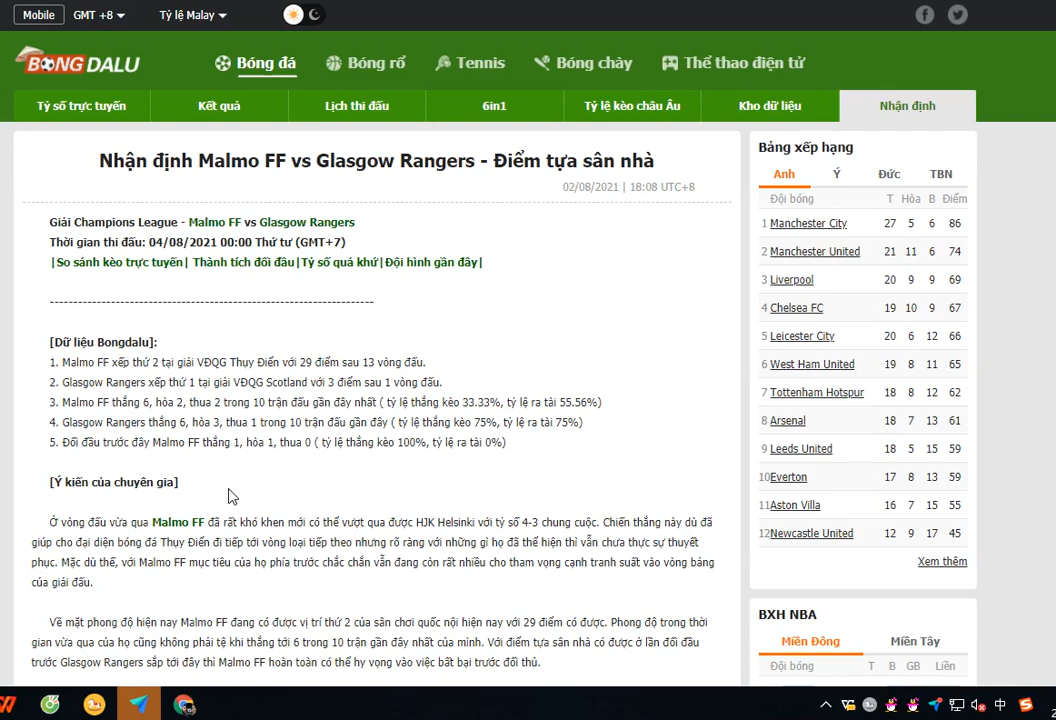 Mobile GMT +8 Tỷ lệ Malay
BONG DALU Bóng đá Bóng rổ Tennis Bóng chày Thể thao điện tử
Tỷ số trực tuyến Kết quả Lịch thi đấu 6in1 Tỷ lệ kèo châu Âu Kho dữ liệu Nhận định
Nhận định Malmo FF vs Glasgow Rangers - Điểm tựa sân nhà
02/08/2021 | 18:08 UTC+8
Giải Champions League - Malmo FF vs Glasgow Rangers
Thời gian thi đấu: 04/08/2021 00:00 Thứ tư (GMT+7)
|So sánh kèo trực tuyến| Thành tích đối đầu|Tỷ số quá khứ|Đội hình gần đây|
----------------------------------------------------------------------
[Dữ liệu Bongdalu]:
1. Malmo FF xếp thứ 2 tại giải VĐQG Thụy Điển với 29 điểm sau 13 vòng đấu.
2. Glasgow Rangers xếp thứ 1 tại giải VĐQG Scotland với 3 điểm sau 1 vòng đấu.
3. Malmo FF thắng 6, hòa 2, thua 2 trong 10 trận đấu gần đây nhất ( tỷ lệ thắng kèo 33.33%, tỷ lệ ra tài 55.56%)
4. Glasgow Rangers thắng 6, hòa 3, thua 1 trong 10 trận đấu gần đây ( tỷ lệ thắng kèo 75%, tỷ lệ ra tài 75%)
5. Đối đầu trước đây Malmo FF thắng 1, hòa 1, thua 0 ( tỷ lệ thắng kèo 100%, tỷ lệ ra tài 0%)
[Ý kiến của chuyên gia]
Ở vòng đấu vừa qua Malmo FF đã rất khó khen mới có thể vượt qua được HJK Helsinki với tỷ số 4-3 chung cuộc. Chiến thắng này dù đã
giúp cho đại diện bóng đá Thụy Điển đi tiếp tới vòng loại tiếp theo nhưng rõ ràng với những gì họ đã thể hiện thì vẫn chưa thực sự thuyết
phục. Mặc dù thế, với Malmo FF mục tiêu của họ phía trước chắc chắn vẫn đang còn rất nhiều cho tham vọng cạnh tranh suất vào vòng bảng
của giải đấu.
Về mặt phong độ hiện nay Malmo FF đang có được vị trí thứ 2 của sân chơi quốc nội hiện nay với 29 điểm có được. Phong độ trong thời
gian vừa qua của họ cũng không phải tệ khi thắng tới 6 trong 10 trận gần đây nhất của mình. Với điểm tựa sân nhà có được ở lần đối đầu
trước Glasgow Rangers sắp tới đây thì Malmo FF hoàn toàn có thể hy vọng vào việc bất bại trước đối thủ.
Bảng xếp hạng
Anh Ý Đức TBN
Đội bóng T Hòa B Điểm
1 Manchester City 27 5 6 86
2 Manchester United 21 11 6 74
3 Liverpool 20 9 9 69
4 Chelsea FC 19 10 9 67
5 Leicester City 20 6 12 66
6 West Ham United 19 8 11 65
7 Tottenham Hotspur 18 8 12 62
8 Arsenal 18 7 13 61
9 Leeds United 18 5 15 59
10 Everton 17 8 13 59
11 Aston Villa 16 7 15 55
12 Newcastle United 12 9 17 45
Xem thêm
BXH NBA
Miền Đông Miền Tây
Đội bóng T B GB Liền
中